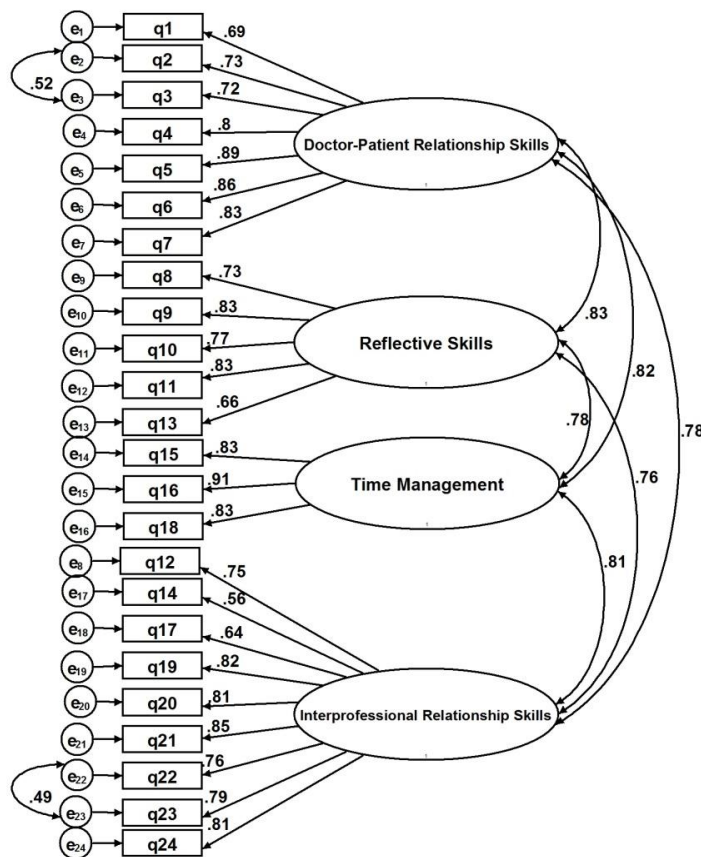 e1 q1 .69
e2 q2 .73
.52
e3 q3 .72
e4 q4 .8
Doctor-Patient Relationship Skills
e5 q5 .89
e6 q6 .86
e7 q7 .83
e9 q8 .73
e10 q9 .83
.83
e11 q10 .77
Reflective Skills
e12 q11 .83
.82
e13 q13 .66
.78
.78
e14 q15 .83
.76
e15 q16 .91
Time Management
e16 q18 .83
e8 q12 .75
.81
e17 q14 .56
e18 q17 .64
e19 q19 .82
e20 q20 .81
Interprofessional Relationship Skills
e21 q21 .85
e22 q22 .76
.49
e23 q23 .79
e24 q24 .81